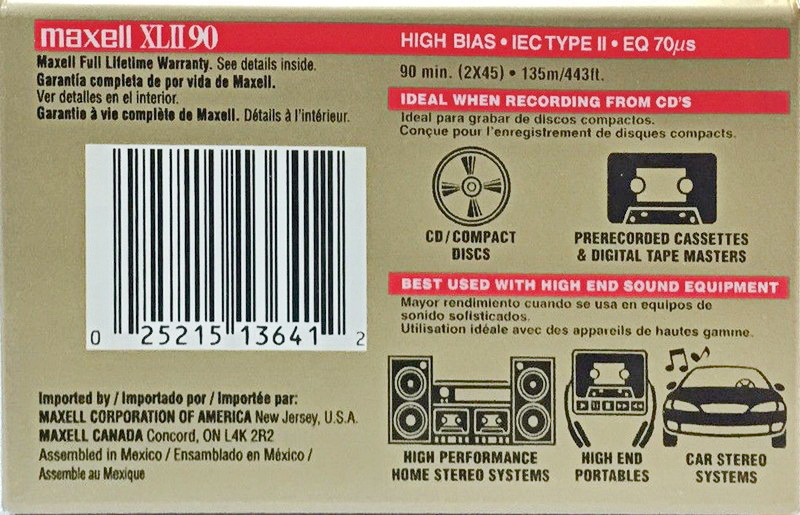 maxell XLII90
Maxell Full Lifetime Warranty. See details inside.
Garantía completa de por vida de Maxell.
Ver detalles en el interior.
Garantie à vie complète de Maxell. Détails à l'intérieur.
0 25215 13641 2
Imported by / Importado por / Importée par:
MAXELL CORPORATION OF AMERICA New Jersey, U.S.A.
MAXELL CANADA Concord, ON L4K 2R2
Assembled in Mexico / Ensamblado en México /
Assemble au Mexique
HIGH BIAS • IEC TYPE II • EQ 70µs
90 min. (2X45) • 135m/443ft.
IDEAL WHEN RECORDING FROM CD'S
Ideal para grabar de discos compactos.
Conçue pour l'enregistrement de disques compacts.
CD/COMPACT
DISCS
PRERECORDED CASSETTES
& DIGITAL TAPE MASTERS
BEST USED WITH HIGH END SOUND EQUIPMENT
Mayor rendimiento cuando se usa en equipos de
sonido sofisticados.
Utilisation idéale avec des appareils de hautes gamme.
HIGH PERFORMANCE
HOME STEREO SYSTEMS
HIGH END
PORTABLES
CAR STEREO
SYSTEMS